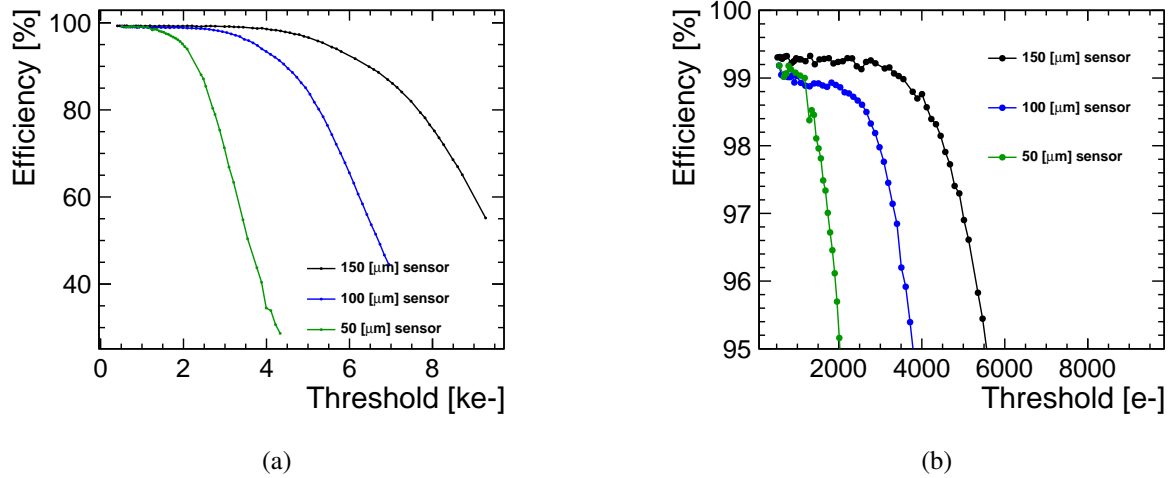 Efficiency [%]
100
80
60
40
0
2
4
6
8
Threshold [ke-]
150 [μm] sensor
100 [μm] sensor
50 [μm] sensor
(a)
Efficiency [%]
100
99
98
97
96
95
2000
4000
6000
8000
Threshold [e-]
150 [μm] sensor
100 [μm] sensor
50 [μm] sensor
(b)